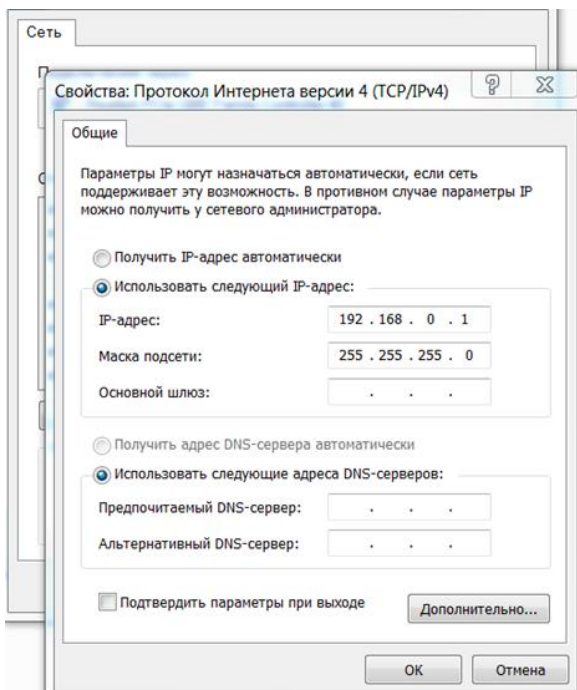 Сеть
Свойства: Протокол Интернета версии 4 (TCP/IPv4)
Общие
Параметры IP могут назначаться автоматически, если сеть
поддерживает эту возможность. В противном случае параметры IP
можно получить у сетевого администратора.
Получить IP-адрес автоматически
Использовать следующий IP-адрес:
IP-адрес: 192 . 168 . 0 . 1
Маска подсети: 255 . 255 . 255 . 0
Основной шлюз: . . .
Получить адрес DNS-сервера автоматически
Использовать следующие адреса DNS-серверов:
Предпочитаемый DNS-сервер: . . .
Альтернативный DNS-сервер: . . .
Подтвердить параметры при выходе
Дополнительно...
ОК
Отмена